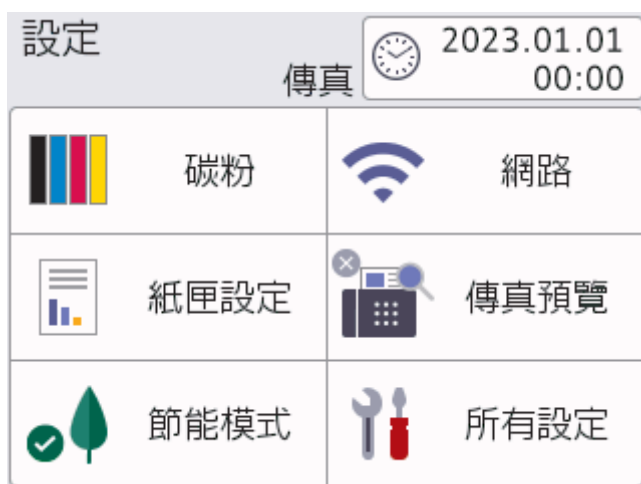 設定
傳真
2023.01.01
00:00
碳粉
網路
紙匣設定
傳真預覽
節能模式
所有設定